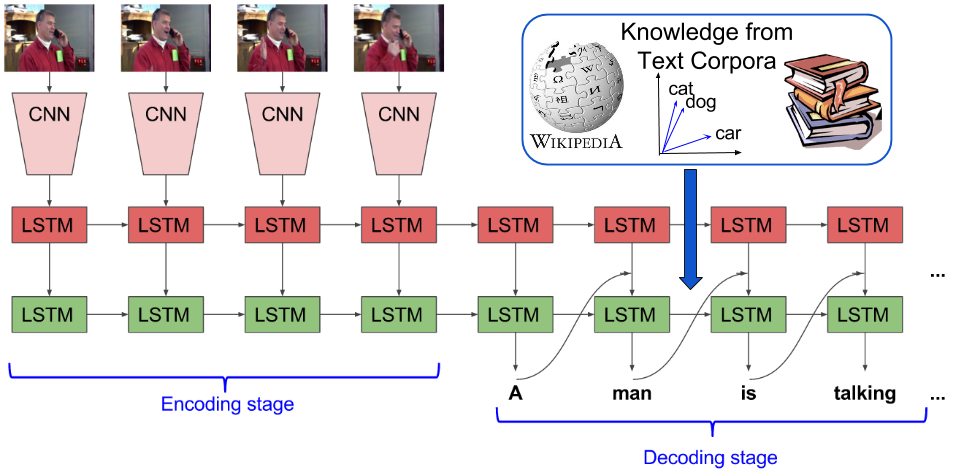 Knowledge from
Text Corpora
WIKIPEDIA
cat
dog
car
CNN CNN CNN CNN
LSTM LSTM LSTM LSTM LSTM LSTM LSTM LSTM
...
LSTM LSTM LSTM LSTM LSTM LSTM LSTM LSTM
A man is talking ...
Encoding stage
Decoding stage